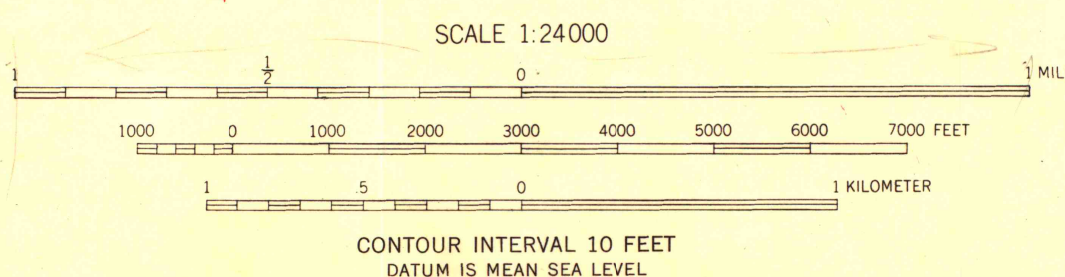 SCALE 1:24000
1 1/2 0 1 MIL
1000 0 1000 2000 3000 4000 5000 6000 7000 FEET
1 .5 0 1 KILOMETER
CONTOUR INTERVAL 10 FEET
DATUM IS MEAN SEA LEVEL